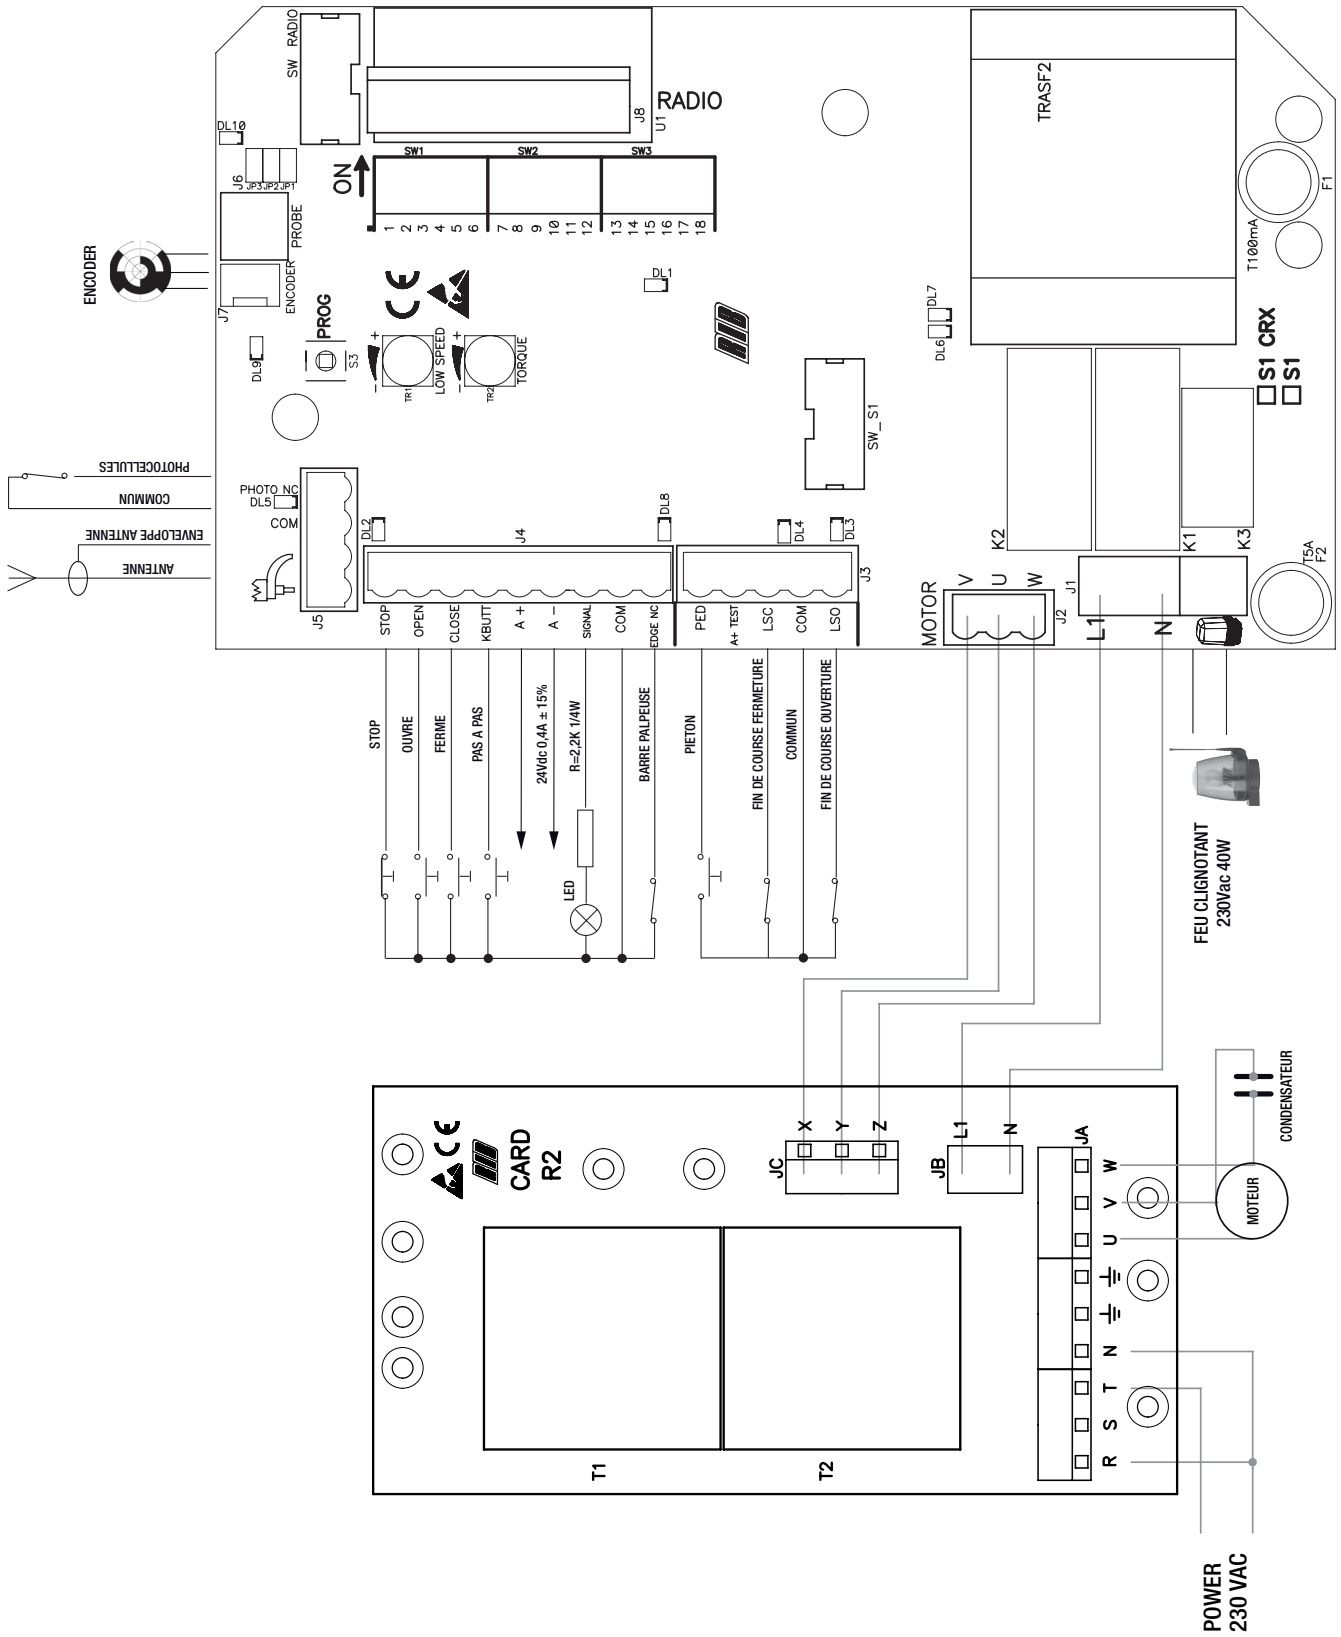 SW RADIO
RADIO
J8
U1
TRASF2
DL10
J6
JP3
JP2
JP1
ON
SW1
SW2
SW3
1
2
3
4
5
6
7
8
9
10
11
12
13
14
15
16
17
18
F1
T100mA
ENCODER
PROBE
ENCODER
J7
PROG
S3
DL9
CE
TR1
LOW SPEED
- +
TR2
TORQUE
- +
DL1
RIB
DL7
DL6
SW_S1
S1 CRX
S1
PHOTOCELLULES
COMMUN
ENVELOPPE ANTENNE
ANTENNE
PHOTO NC
DL5
COM
J5
DL2
J4
DL8
DL4
DL3
J3
K2
K1
K3
T5A
F2
STOP
OPEN
CLOSE
KBUTT
A +
A -
SIGNAL
COM
EDGE NC
PED
A+ TEST
LSC
COM
LSO
MOTOR
V
U
W
J2
J1
L1
N
STOP
OUVRE
FERME
PAS A PAS
24Vdc 0,4A ± 15%
R=2,2K 1/4W
BARRE PALPEUSE
PIETON
FIN DE COURSE FERMETURE
COMMUN
FIN DE COURSE OUVERTURE
LED
FEU CLIGNOTANT
230Vac 40W
CE
RIB
CARD
R2
JC
X
Y
Z
JB
L1
N
JA
W
V
U
N
T
S
R
T1
T2
CONDENSATEUR
MOTEUR
POWER
230 VAC